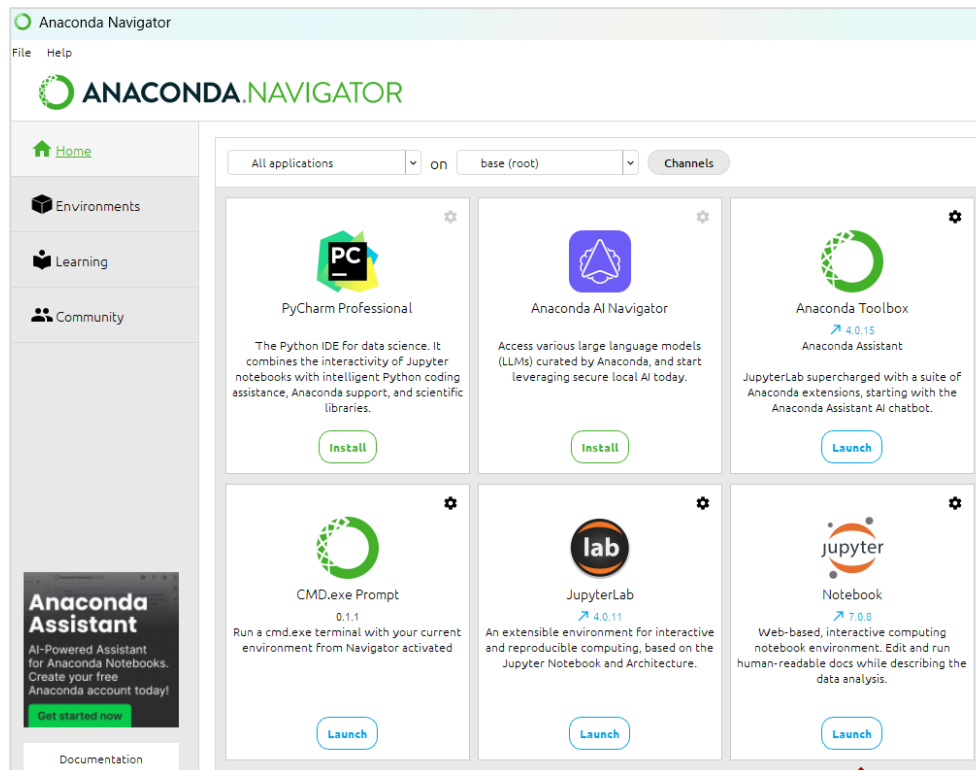 Anaconda Navigator
File Help
ANACONDA.NAVIGATOR
Home
Environments
Learning
Community
All applications on base (root) Channels
PC
PyCharm Professional
The Python IDE for data science. It
combines the interactivity of Jupyter
notebooks with intelligent Python coding
assistance, Anaconda support, and scientific
libraries.
Install
Anaconda AI Navigator
Access various large language models
(LLMs) curated by Anaconda, and start
leveraging secure local AI today.
Install
Anaconda Toolbox
4.0.15
Anaconda Assistant
JupyterLab supercharged with a suite of
Anaconda extensions, starting with the
Anaconda Assistant AI chatbot.
Launch
CMD.exe Prompt
0.1.1
Run a cmd.exe terminal with your current
environment from Navigator activated
Launch
lab
JupyterLab
4.0.11
An extensible environment for interactive
and reproducible computing, based on the
Jupyter Notebook and Architecture.
Launch
jupyter
Notebook
7.0.8
Web-based, interactive computing
notebook environment. Edit and run
human-readable docs while describing the
data analysis.
Launch
Anaconda
Assistant
AI-Powered Assistant
for Anaconda Notebooks.
Create your free
Anaconda account today!
Get started now
Documentation